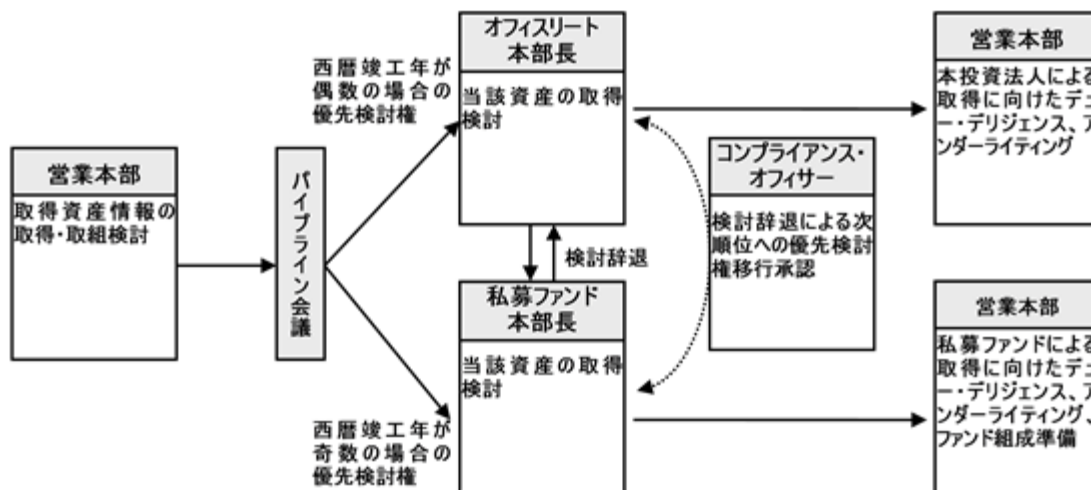 営業本部
取得資産情報の
取得・取組検討
パイプライン会議
西暦竣工年が
偶数の場合の
優先検討権
西暦竣工年が
奇数の場合の
優先検討権
オフィスリート
本部長
当該資産の取得
検討
検討辞退
私募ファンド
本部長
当該資産の取得
検討
コンプライアンス・
オフィサー
検討辞退による次
順位への優先検討
権移行承認
営業本部
本投資法人による
取得に向けたデュ
ー・デリジェンス、ア
ンダーライティング
営業本部
私募ファンドによる
取得に向けたデュ
ー・デリジェンス、ア
ンダーライティング、
ファンド組成準備